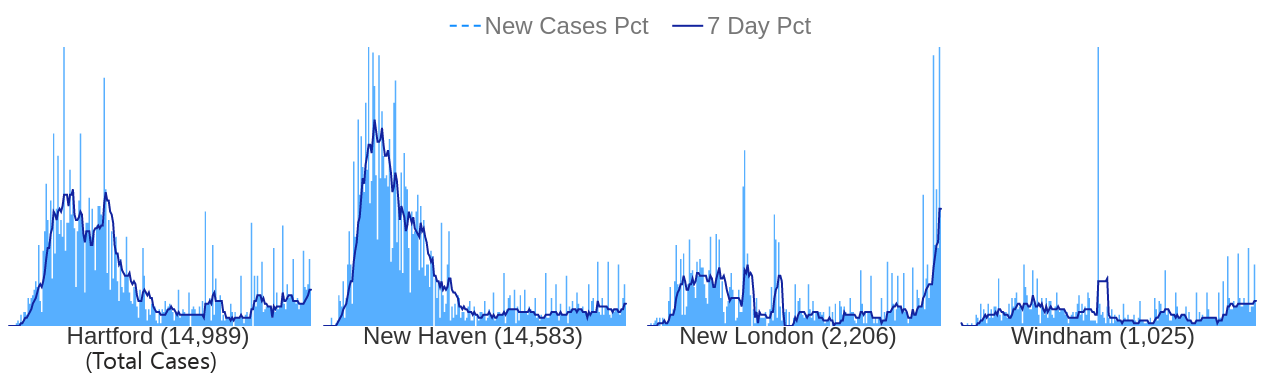 New Cases Pct 7 Day Pct
Hartford (14,989) New Haven (14,583) New London (2,206) Windham (1,025)
(Total Cases)